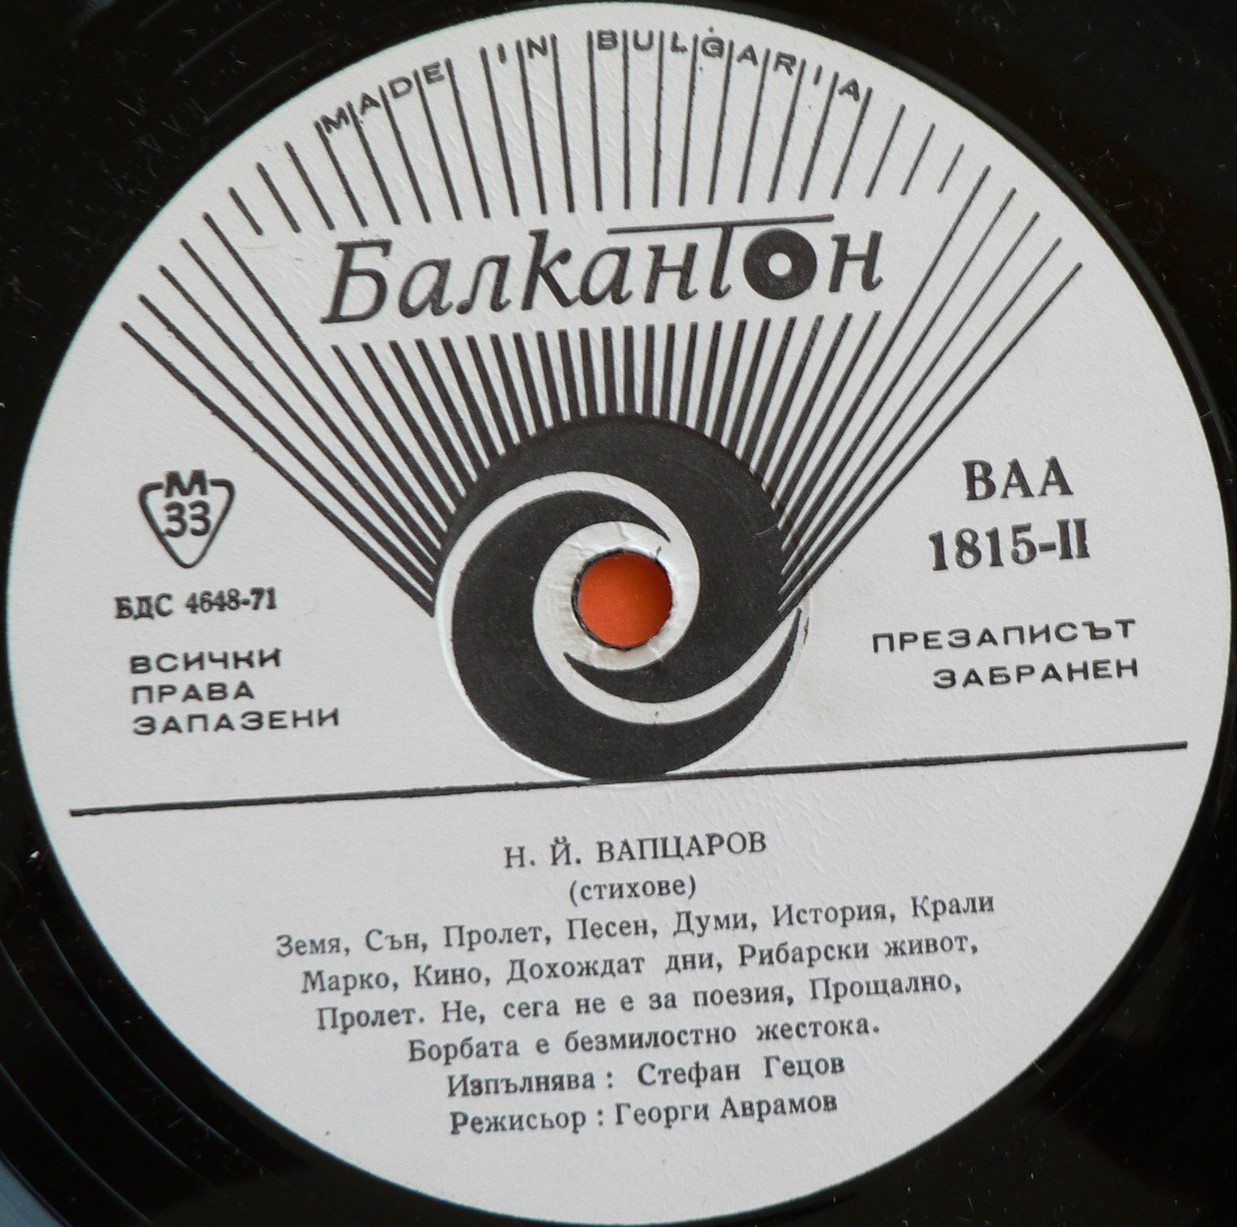 MADE IN BULGARIA
Балкантон
М
33
БДС 4648-71
ВСИЧКИ
ПРАВА
ЗАПАЗЕНИ
ВАА
1815-II
ПРЕЗАПИСЪТ
ЗАБРАНЕН
Н. Й. ВАПЦАРОВ
(стихове)
Земя, Сън, Пролет, Песен, Думи, История, Крали
Марко, Кино, Дохождат дни, Рибарски живот,
Пролет. Не, сега не е за поезия, Прощално,
Борбата е безмилостно жестока.
Изпълнява : Стефан Гецов
Режисьор : Георги Аврамов